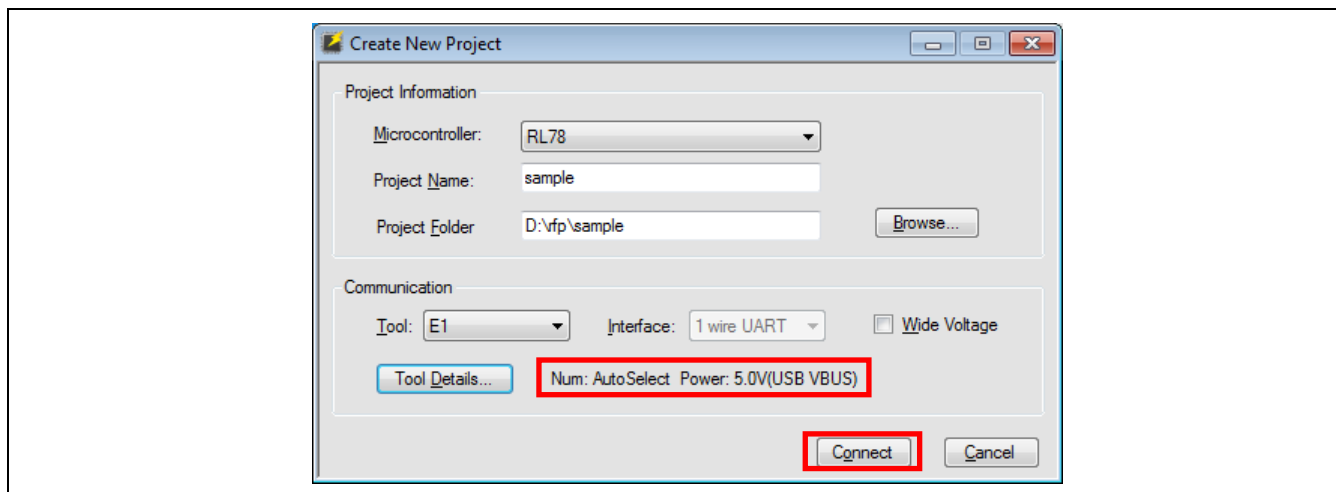 Create New Project
Project Information
Microcontroller: RL78
Project Name: sample
Project Folder D:\rfp\sample Browse...
Communication
Tool: E1 Interface: 1 wire UART Wide Voltage
Tool Details... Num: AutoSelect Power: 5.0V(USB VBUS)
Connect Cancel